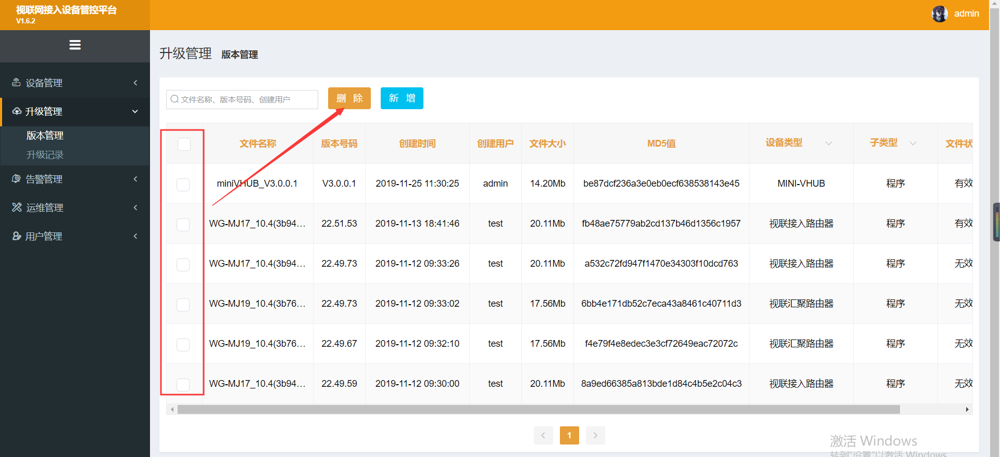 视联网接入设备管控平台
V1.6.2
admin
设备管理
升级管理
版本管理
升级记录
告警管理
运维管理
用户管理
升级管理 版本管理
文件名称、版本号码、创建用户
删 除
新 增
文件名称 版本号码 创建时间 创建用户 文件大小 MD5值 设备类型 子类型 文件状
miniVHUB_V3.0.0.1 V3.0.0.1 2019-11-25 11:30:25 admin 14.20Mb be87dcf236a3e0eb0ecf638538143e45 MINI-VHUB 程序 有效
WG-MJ17_10.4(3b94... 22.51.53 2019-11-13 18:41:46 test 20.11Mb fb48ae75779ab2cd137b46d1356c1957 视联接入路由器 程序 有效
WG-MJ17_10.4(3b94... 22.49.73 2019-11-12 09:33:26 test 20.11Mb a532c72fd947f1470e34303f10dcd763 视联接入路由器 程序 无效
WG-MJ19_10.4(3b76... 22.49.73 2019-11-12 09:33:02 test 17.56Mb 6bb4e171db52c7eca43a8461c40711d3 视联汇聚路由器 程序 无效
WG-MJ19_10.4(3b76... 22.49.67 2019-11-12 09:32:10 test 17.56Mb f4e79f4e8edec3e3cf72649eac72072c 视联汇聚路由器 程序 无效
WG-MJ17_10.4(3b94... 22.49.59 2019-11-12 09:30:00 test 20.11Mb 8a9ed66385a813bde1d84c4b5e2c04c3 视联接入路由器 程序 无效
1
激活 Windows
转到"设置"以激活 Windows